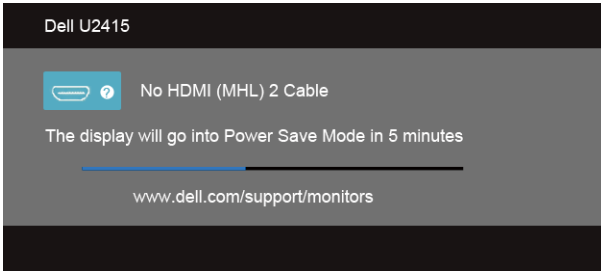 Dell U2415
? No HDMI (MHL) 2 Cable
The display will go into Power Save Mode in 5 minutes
www.dell.com/support/monitors